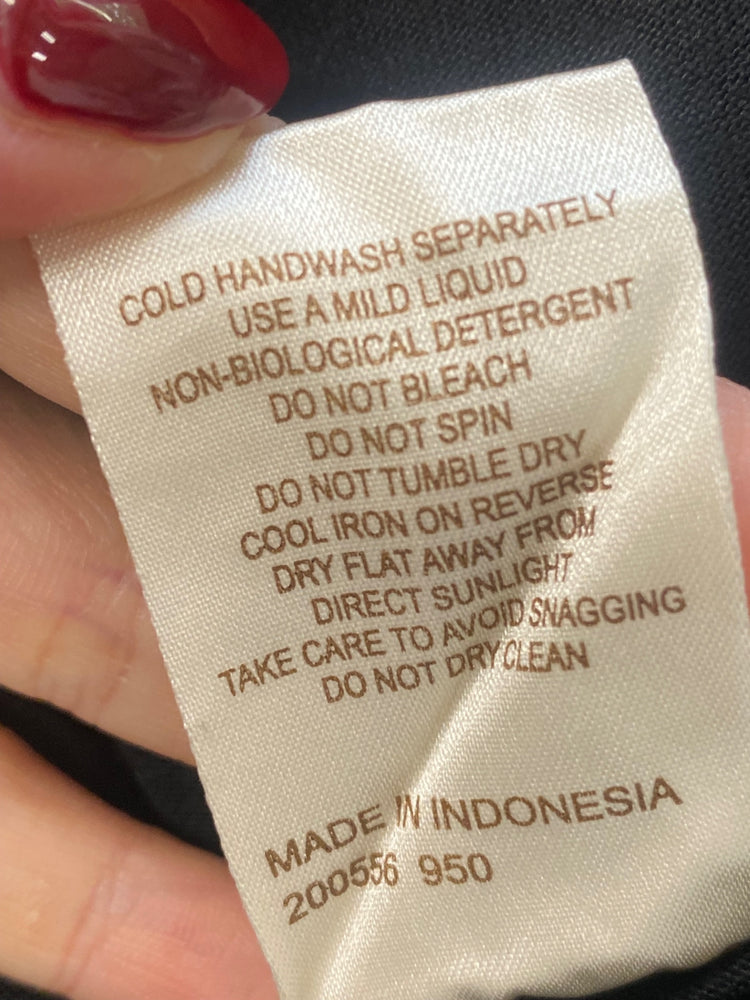 COLD HANDWASH SEPARATELY
USE A MILD LIQUID
NON-BIOLOGICAL DETERGENT
DO NOT BLEACH
DO NOT SPIN
DO NOT TUMBLE DRY
COOL IRON ON REVERSE
DRY FLAT AWAY FROM
DIRECT SUNLIGHT
TAKE CARE TO AVOID SNAGGING
DO NOT DRY CLEAN
MADE IN INDONESIA
200556 950